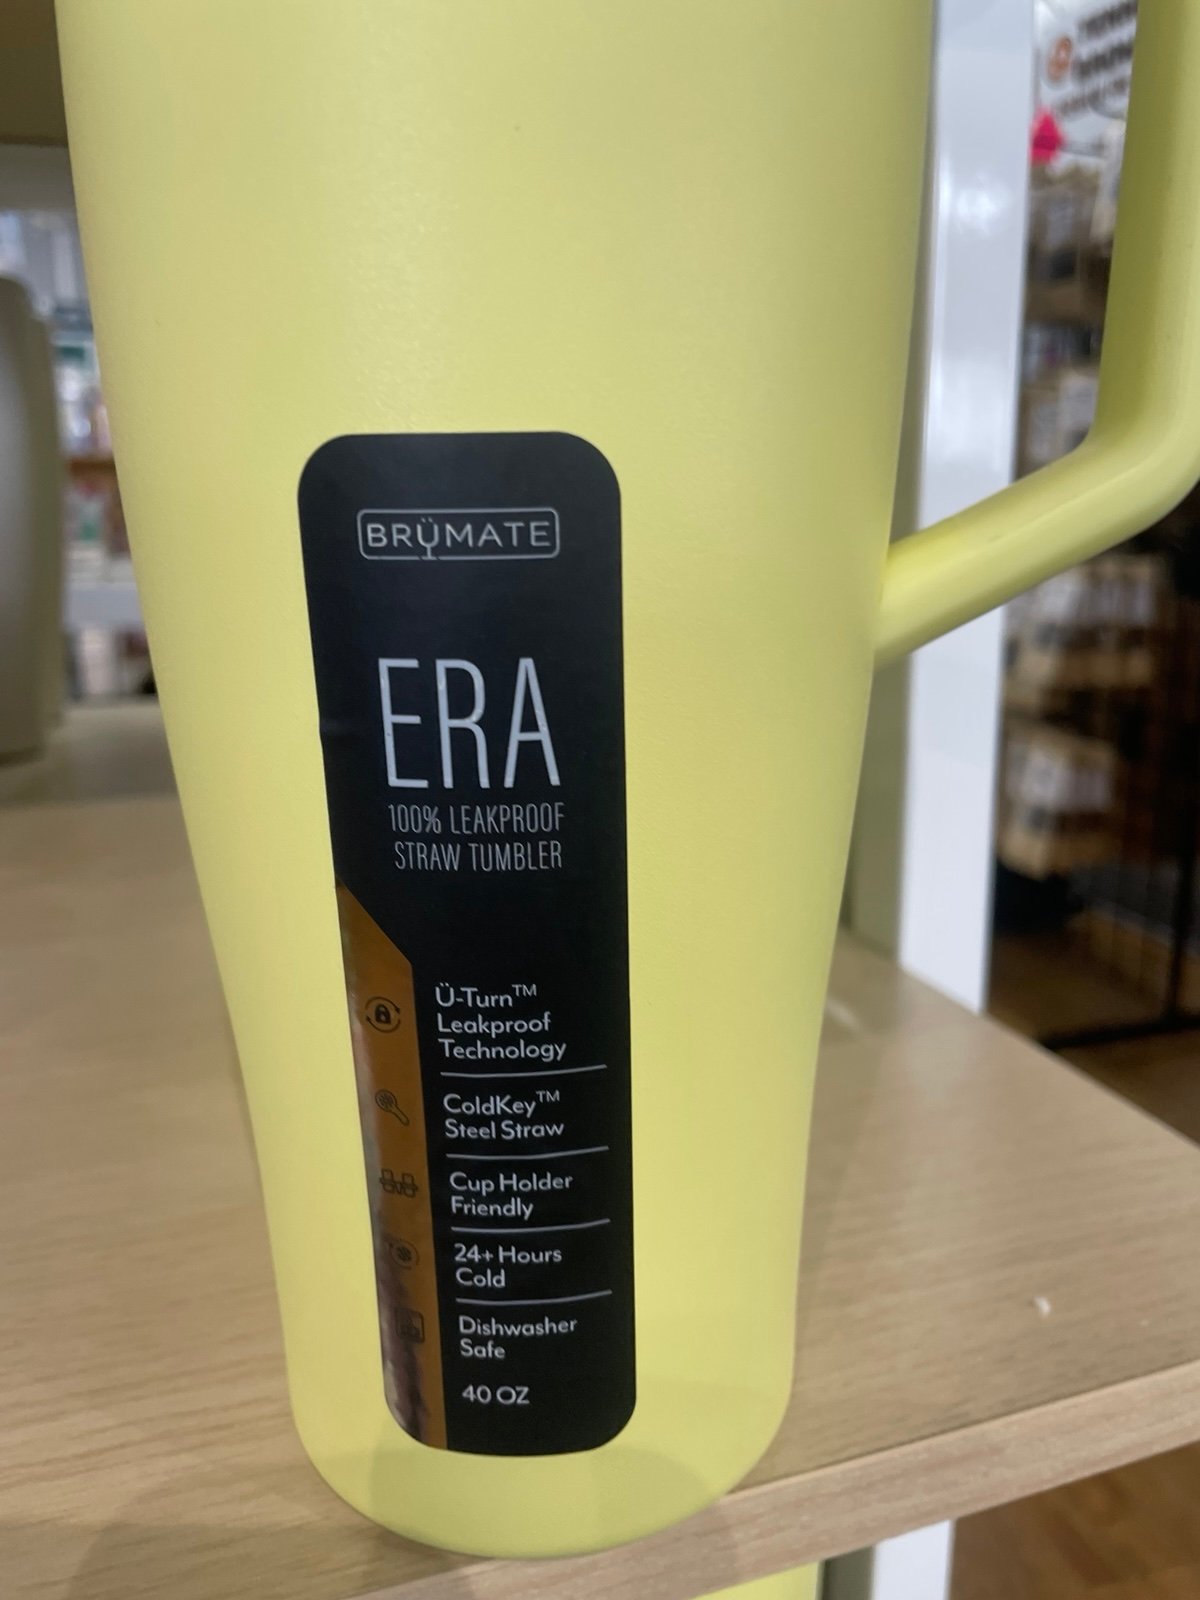 BRÜMATE
ERA
100% LEAKPROOF
STRAW TUMBLER
Ü-Turn™
Leakproof
Technology
ColdKey™
Steel Straw
Cup Holder
Friendly
24+ Hours
Cold
Dishwasher
Safe
40 OZ